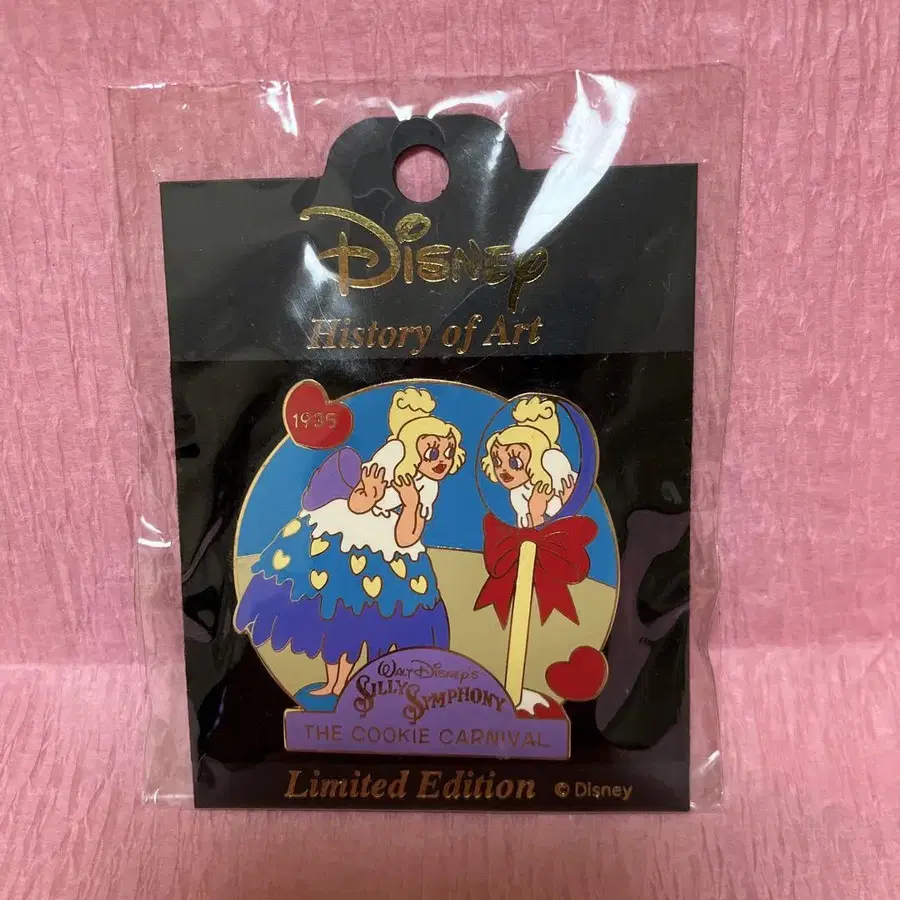 Disney
History of Art
1935
Walt Disney's
Silly Symphony
THE COOKIE CARNIVAL
Limited Edition
© Disney